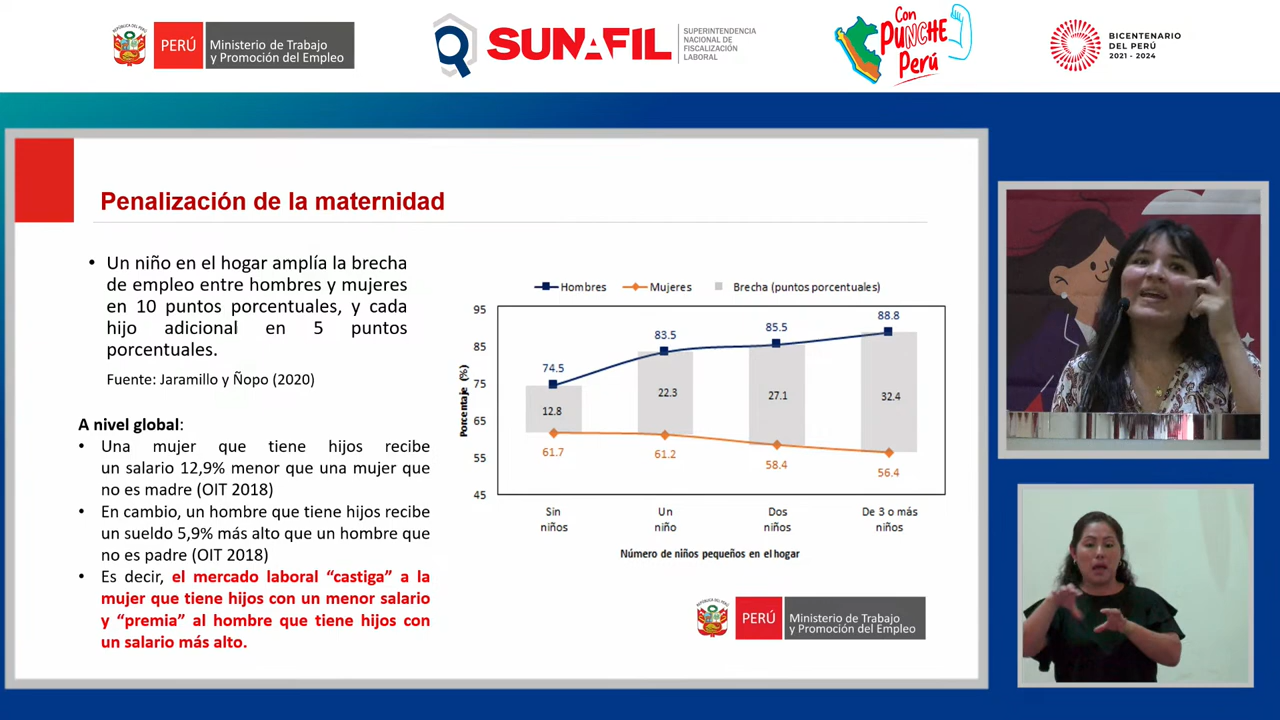 PERÚ
Ministerio de Trabajo
y Promoción del Empleo
SUNAFIL
SUPERINTENDENCIA
NACIONAL DE
FISCALIZACIÓN
LABORAL
Con
PUNCHE
Perú
BICENTENARIO
DEL PERÚ
2021 - 2024
Penalización de la maternidad
• Un niño en el hogar amplía la brecha
de empleo entre hombres y mujeres
en 10 puntos porcentuales, y cada
hijo adicional en 5 puntos
porcentuales.
Fuente: Jaramillo y Ñopo (2020)
A nivel global:
• Una mujer que tiene hijos recibe
un salario 12,9% menor que una mujer que
no es madre (OIT 2018)
• En cambio, un hombre que tiene hijos recibe
un sueldo 5,9% más alto que un hombre que
no es padre (OIT 2018)
• Es decir, el mercado laboral “castiga” a la
mujer que tiene hijos con un menor salario
y “premia” al hombre que tiene hijos con
un salario más alto.
Hombres Mujeres Brecha (puntos porcentuales)
Porcentaje (%)
95
85
75
65
55
45
74.5 83.5 85.5 88.8
12.8 22.3 27.1 32.4
61.7 61.2 58.4 56.4
Sin
niños
Un
niño
Dos
niños
De 3 o más
niños
Número de niños pequeños en el hogar
PERÚ
Ministerio de Trabajo
y Promoción del Empleo